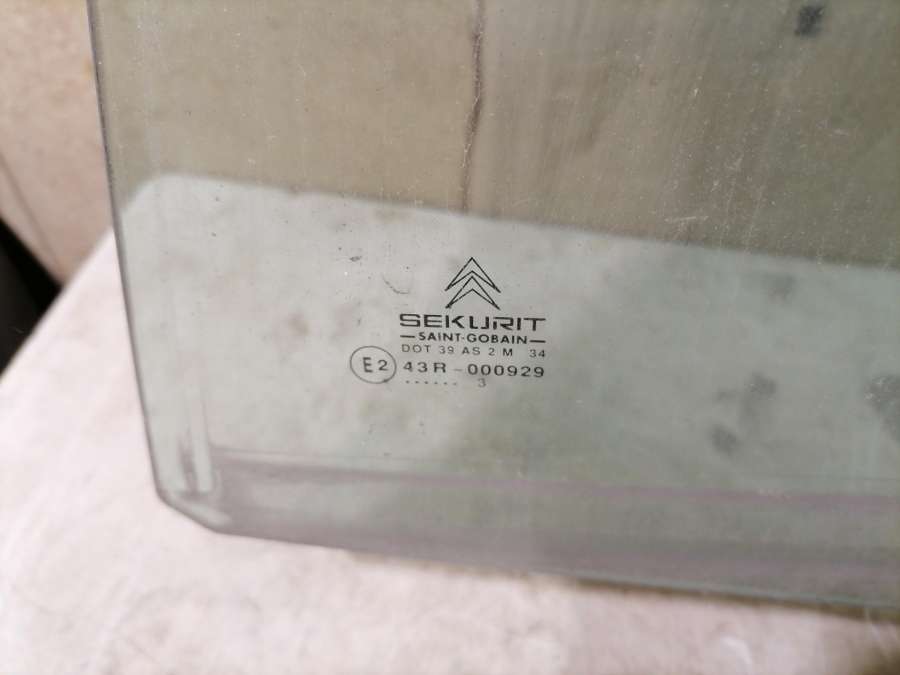 SEKURIT
SAINT-GOBAIN
DOT 39 AS 2 M 34
E2 43R-000929
...... 3